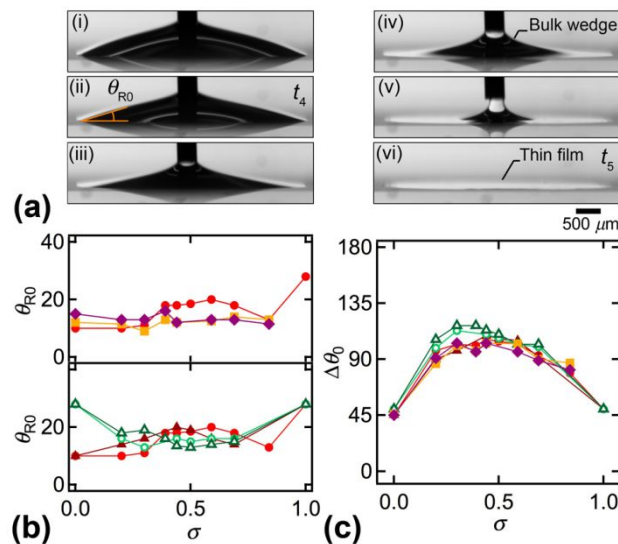 (i)
(iv)
Bulk wedge
(ii)
θR0
t4
(v)
(iii)
(vi)
Thin film
t5
(a)
500 μm
40
20
0
θR0
20
0
θR0
0.0
0.5
1.0
σ
(b)
180
135
90
45
0
Δθ0
0.0
0.5
1.0
σ
(c)